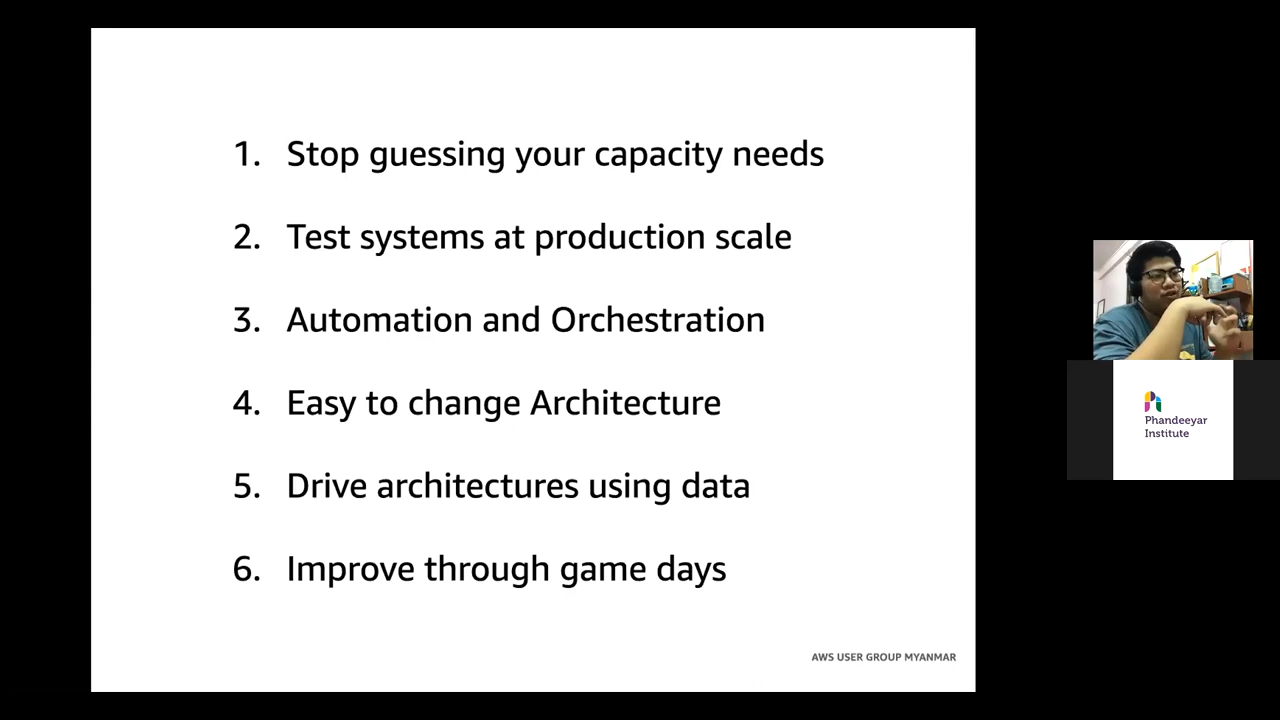 1. Stop guessing your capacity needs
2. Test systems at production scale
3. Automation and Orchestration
4. Easy to change Architecture
5. Drive architectures using data
6. Improve through game days
AWS USER GROUP MYANMAR
Phandeeyar
Institute